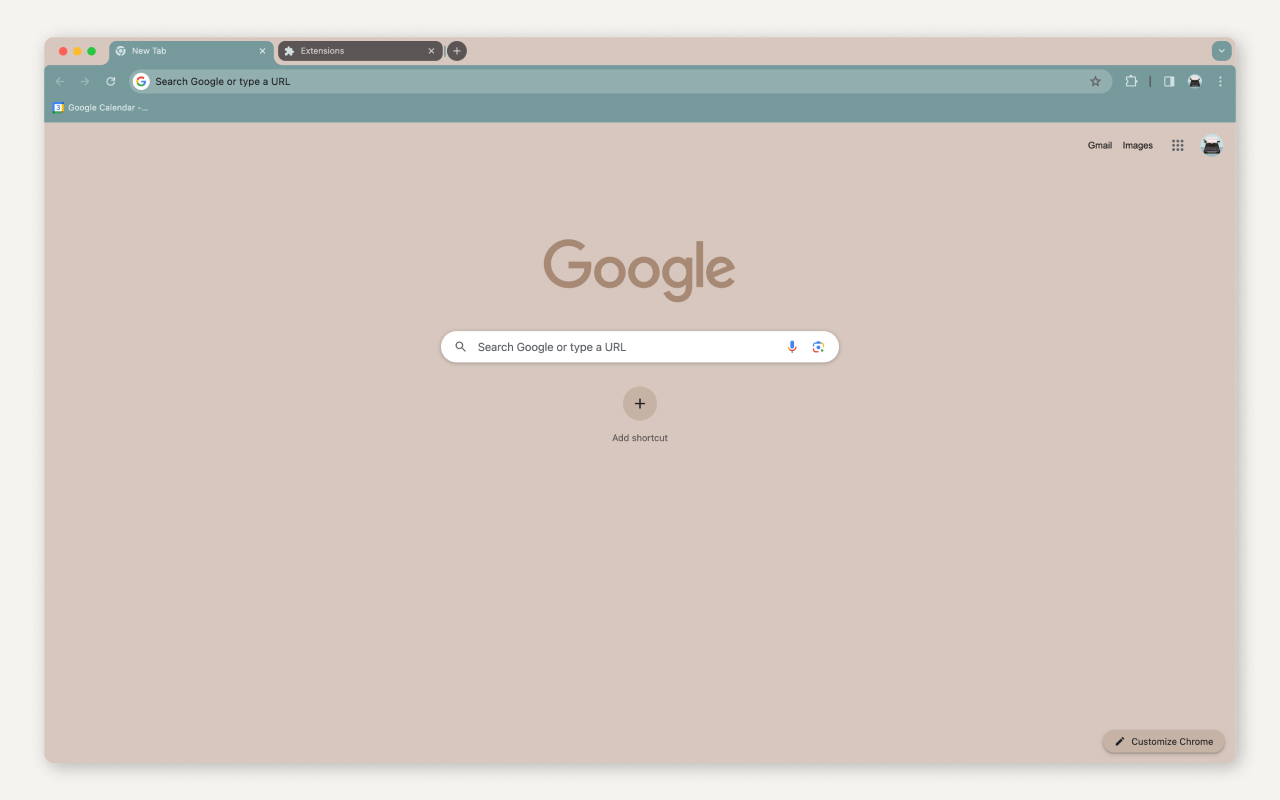 New Tab
Extensions
Search Google or type a URL
3 Google Calendar -...
Gmail Images
Google
Search Google or type a URL
Add shortcut
Customize Chrome